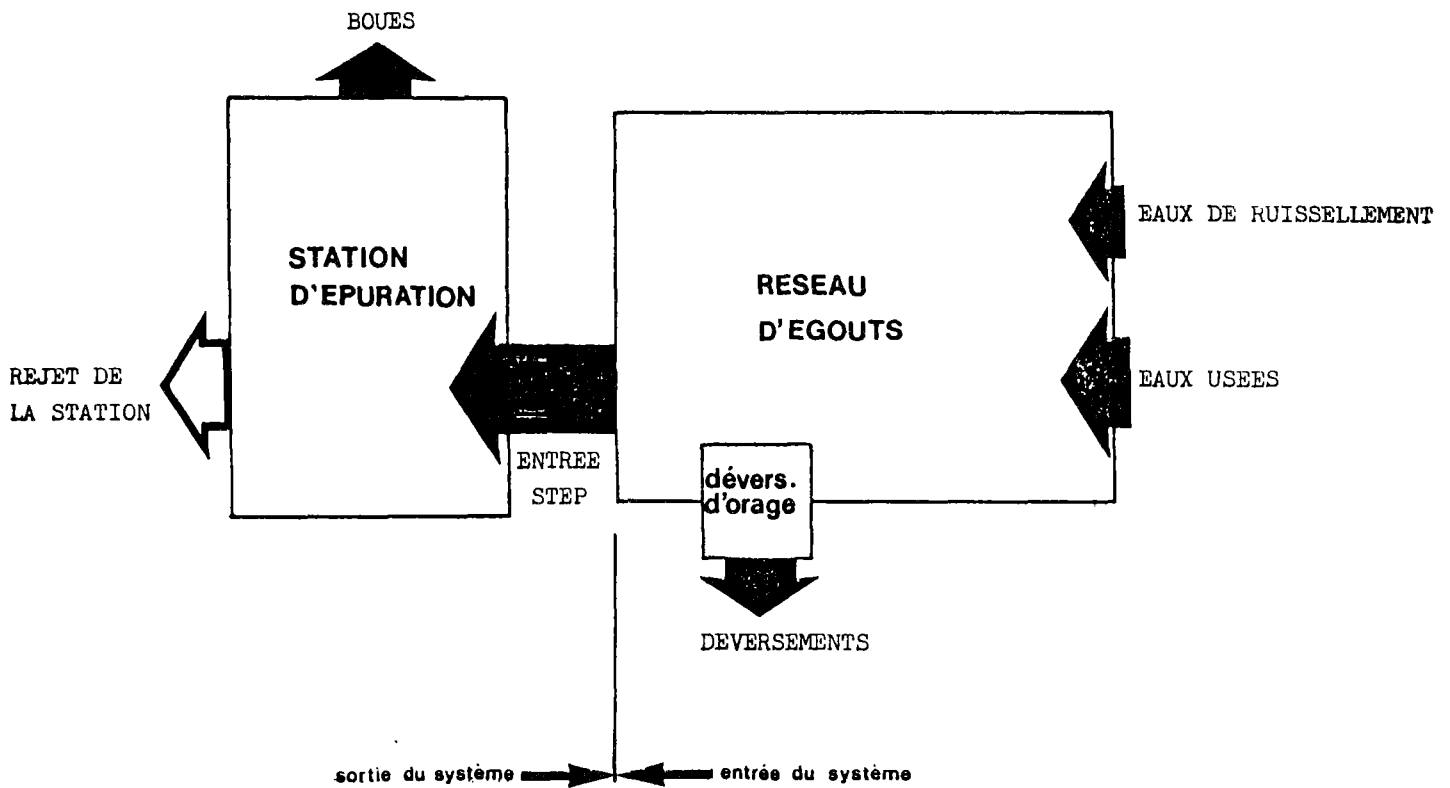 BOUES
STATION
D'EPURATION
RESEAU
D'EGOUTS
EAUX DE RUISSELLEMENT
EAUX USEES
REJET DE
LA STATION
ENTREE
STEP
dévers.
d'orage
DEVERSEMENTS
sortie du système
entrée du système